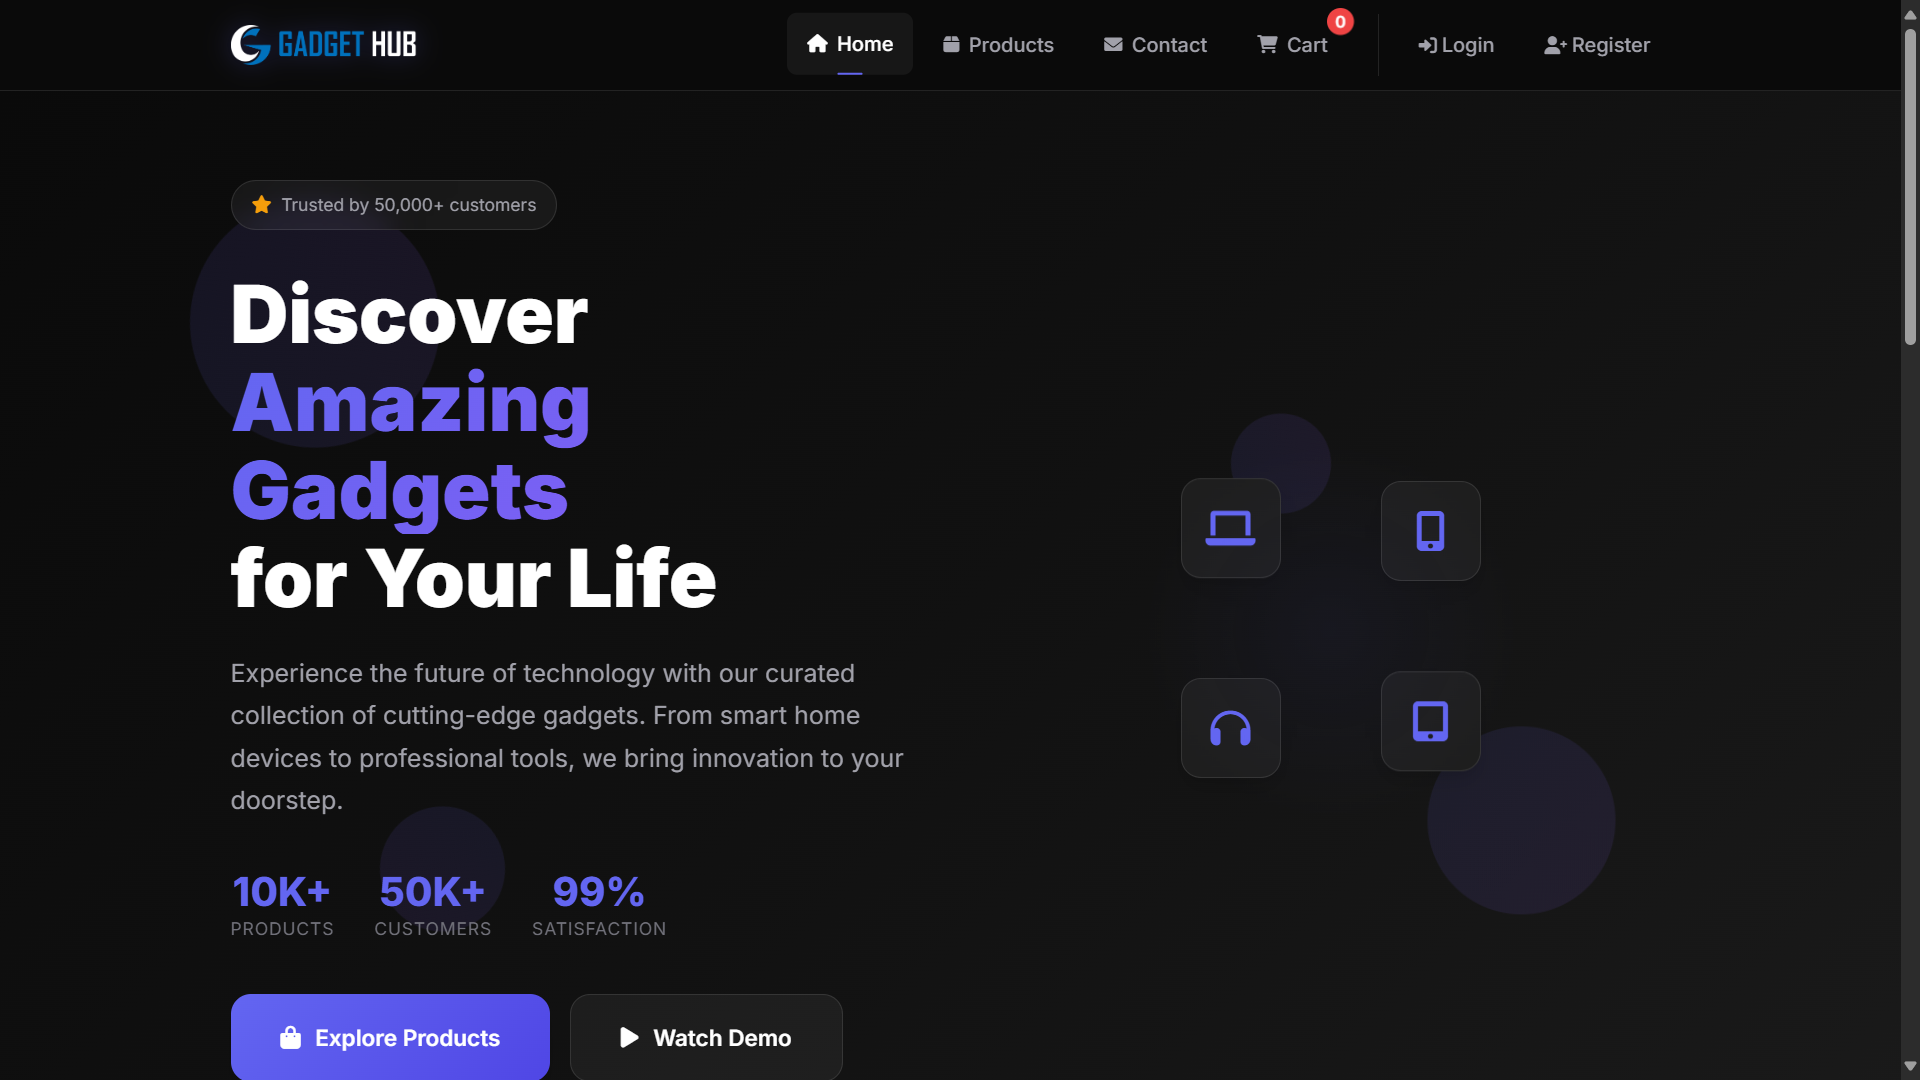 GADGET HUB
Home
Products
Contact
Cart
0
Login
Register
Trusted by 50,000+ customers
Discover
Amazing
Gadgets
for Your Life
Experience the future of technology with our curated
collection of cutting-edge gadgets. From smart home
devices to professional tools, we bring innovation to your
doorstep.
10K+
PRODUCTS
50K+
CUSTOMERS
99%
SATISFACTION
Explore Products
Watch Demo